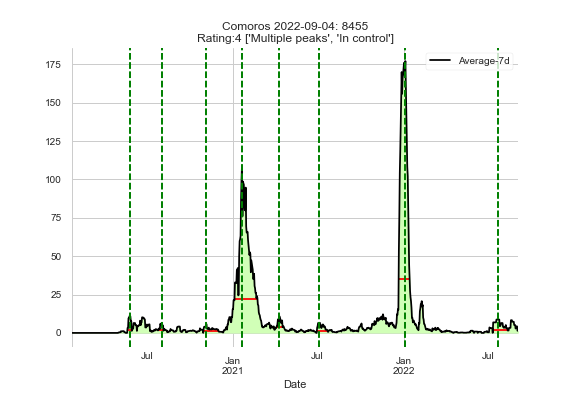 Comoros 2022-09-04: 8455
Rating:4 ['Multiple peaks', 'In control']
Average-7d
175
150
125
100
75
50
25
0
Jul
Jan
2021
Jul
Jan
2022
Jul
Date